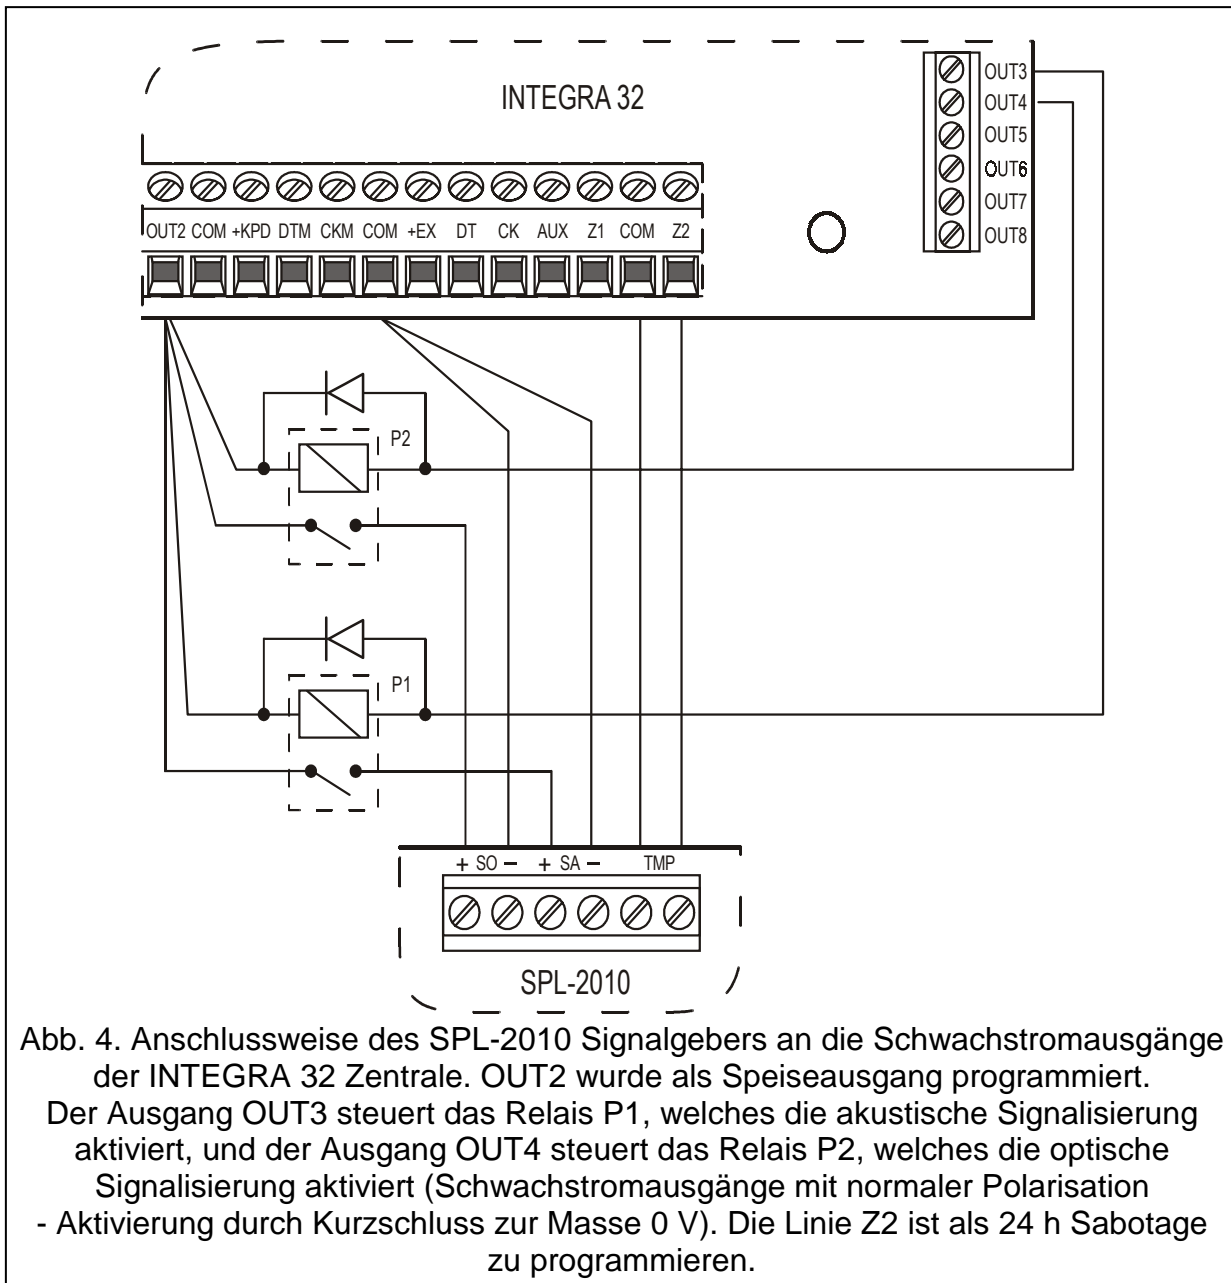 INTEGRA 32
OUT3
OUT4
OUT5
OUT6
OUT7
OUT8
OUT2 COM +KPD DTM CKM COM +EX DT CK AUX Z1 COM Z2
P2
P1
+ SO - + SA - TMP
SPL-2010
Abb. 4. Anschlussweise des SPL-2010 Signalgebers an die Schwachstromausgänge
der INTEGRA 32 Zentrale. OUT2 wurde als Speiseausgang programmiert.
Der Ausgang OUT3 steuert das Relais P1, welches die akustische Signalisierung
aktiviert, und der Ausgang OUT4 steuert das Relais P2, welches die optische
Signalisierung aktiviert (Schwachstromausgänge mit normaler Polarisation
- Aktivierung durch Kurzschluss zur Masse 0 V). Die Linie Z2 ist als 24 h Sabotage
zu programmieren.